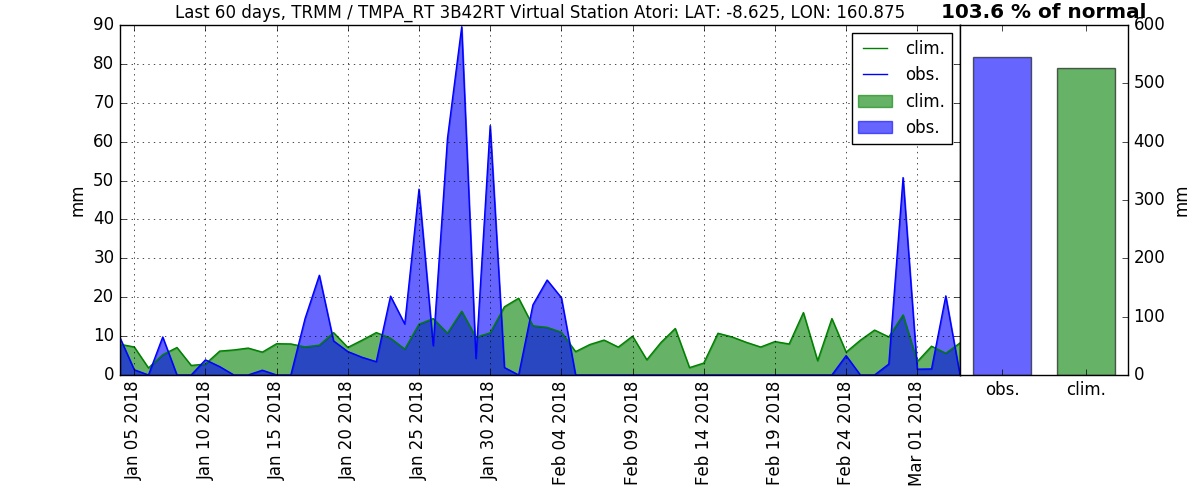 Last 60 days, TRMM / TMPA_RT 3B42RT Virtual Station Atori: LAT: -8.625, LON: 160.875
103.6 % of normal
90
80
70
60
50
40
30
20
10
0
mm
clim.
obs.
clim.
obs.
600
500
400
300
200
100
0
mm
obs.
clim.
Jan 05 2018
Jan 10 2018
Jan 15 2018
Jan 20 2018
Jan 25 2018
Jan 30 2018
Feb 04 2018
Feb 09 2018
Feb 14 2018
Feb 19 2018
Feb 24 2018
Mar 01 2018